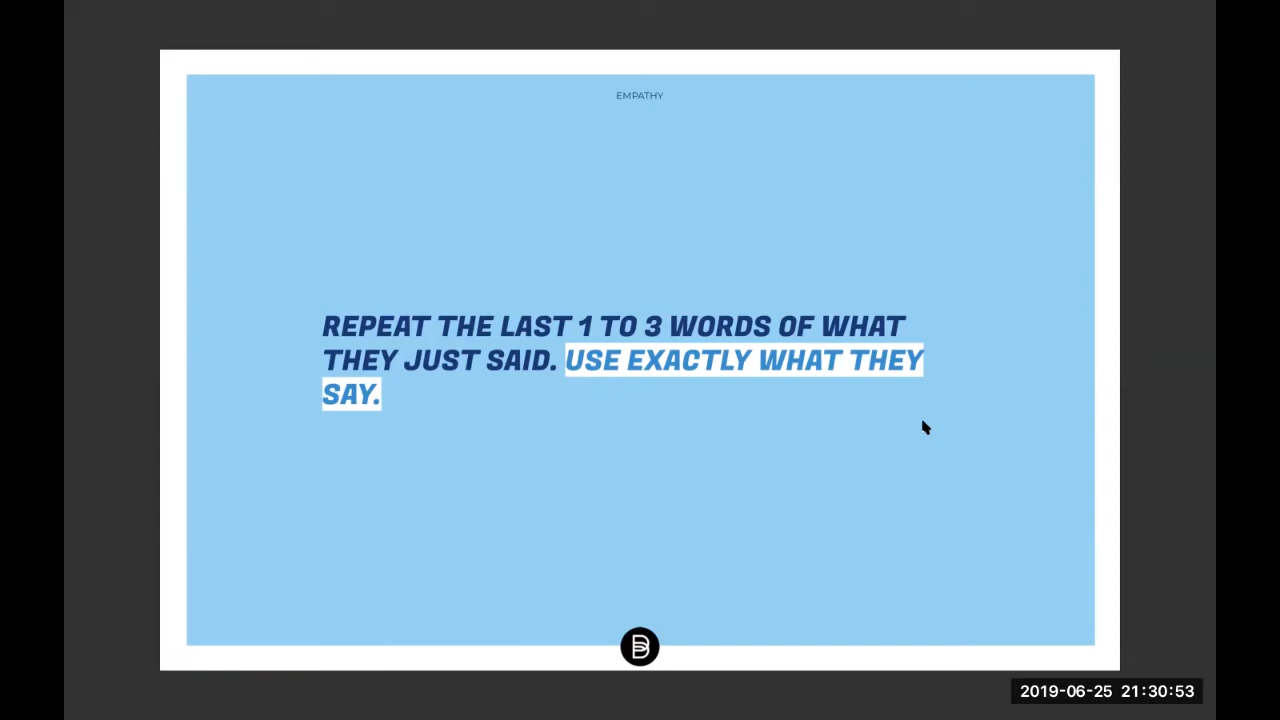 EMPATHY
REPEAT THE LAST 1 TO 3 WORDS OF WHAT
THEY JUST SAID. USE EXACTLY WHAT THEY
SAY.
B
2019-06-25 21:30:53